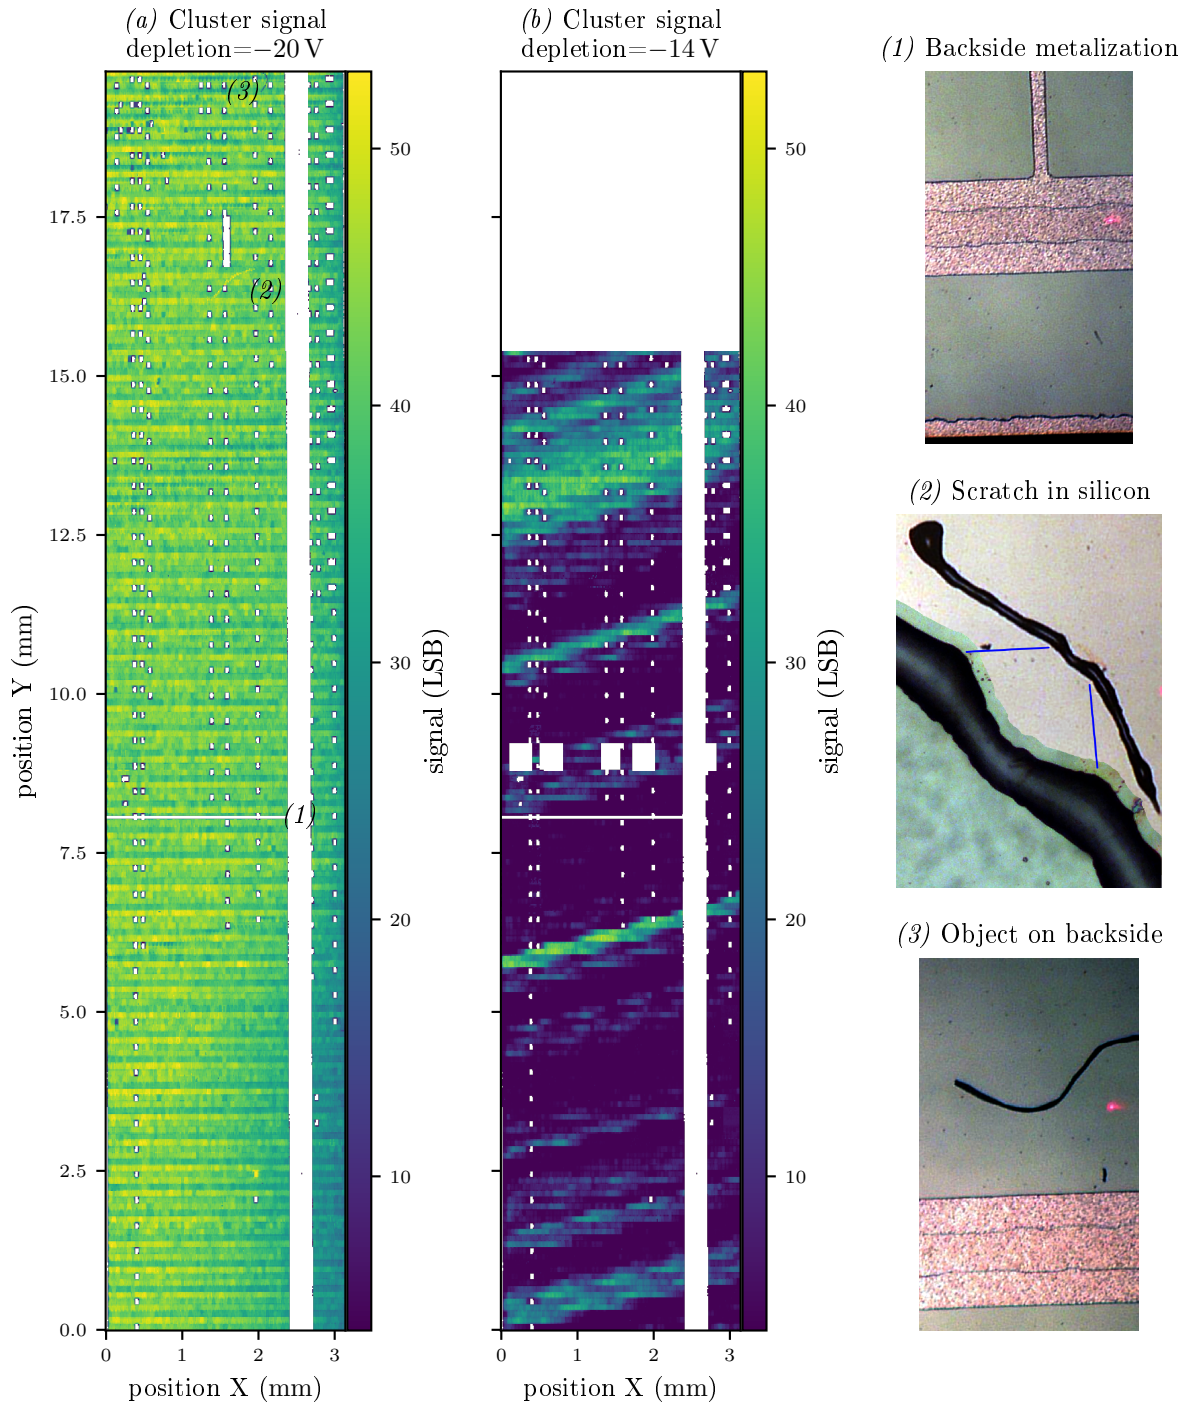 (a) Cluster signal
depletion=−20 V
(b) Cluster signal
depletion=−14 V
(1) Backside metalization
(2) Scratch in silicon
(3) Object on backside
(3)
(2)
(1)
position Y (mm)
17.5
15.0
12.5
10.0
7.5
5.0
2.5
0.0
0 1 2 3
position X (mm)
50
40
30
20
10
signal (LSB)
0 1 2 3
position X (mm)
50
40
30
20
10
signal (LSB)